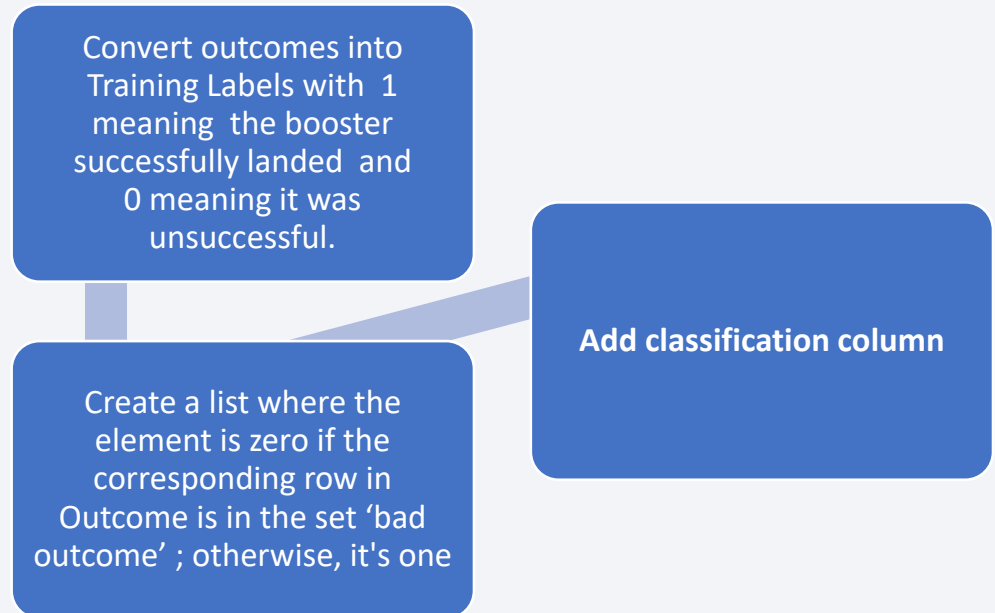 Convert outcomes into
Training Labels with 1
meaning the booster
successfully landed and
0 meaning it was
unsuccessful.
Create a list where the
element is zero if the
corresponding row in
Outcome is in the set ‘bad
outcome’ ; otherwise, it's one
Add classification column